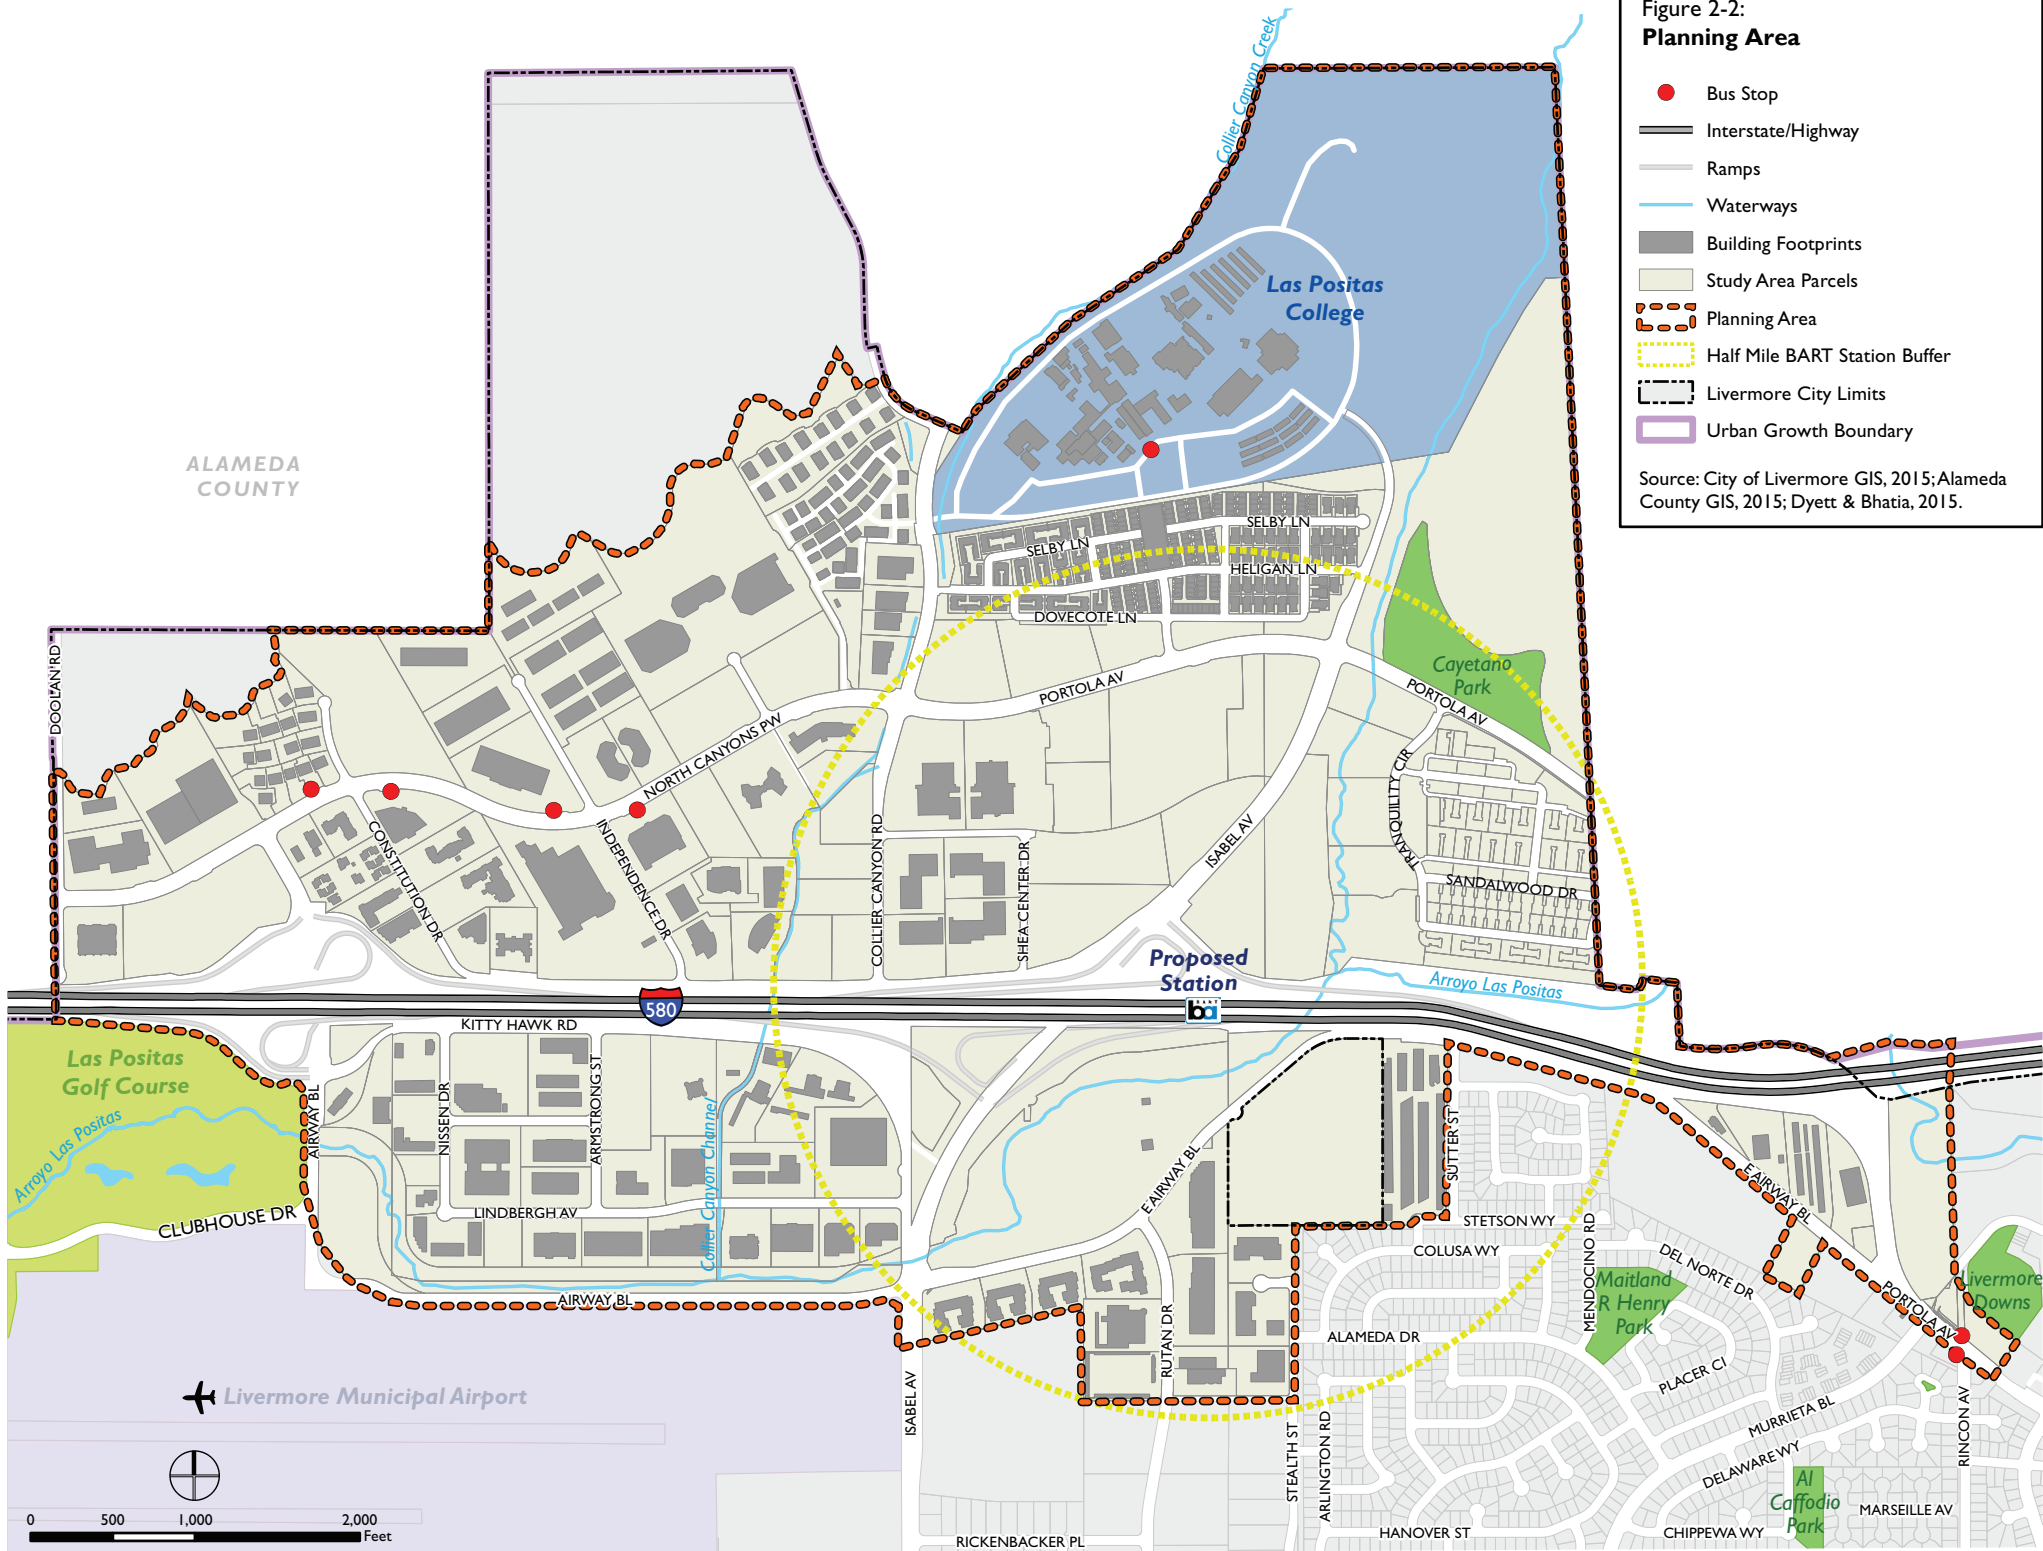 Figure 2-2:
Planning Area
Bus Stop
Interstate/Highway
Ramps
Waterways
Building Footprints
Study Area Parcels
Planning Area
Half Mile BART Station Buffer
Livermore City Limits
Urban Growth Boundary
Source: City of Livermore GIS, 2015; Alameda
County GIS, 2015; Dyett & Bhatia, 2015.
Collier Canyon Creek
Las Positas
College
ALAMEDA
COUNTY
SELBY LN
SELBY LN
HELIGAN LN
DOVECOTE LN
DOOLAN RD
PORTOLA AV
Cayetano
Park
PORTOLA AV
NORTH CANYONS PW
TRANQUILITY CIR
CONSTITUTION DR
INDEPENDENCE DR
COLLIER CANYON RD
SHEA CENTER DR
ISABEL AV
SANDALWOOD DR
Proposed
Station
ba
Arroyo Las Positas
580
KITTY HAWK RD
Las Positas
Golf Course
Arroyo Las Positas
AIRWAY BL
NISSEN DR
ARMSTRONG ST
Collier Canyon Channel
LINDBERGH AV
CLUBHOUSE DR
E AIRWAY BL
SUTTER ST
E AIRWAY BL
STETSON WY
COLUSA WY
MENDOCINO RD
DEL NORTE DR
Maitland
R Henry
Park
Livermore
Downs
PORTOLA AV
AIRWAY BL
ALAMEDA DR
RUTAN DR
PLACER CI
MURRIETA BL
Livermore Municipal Airport
ISABEL AV
STEALTH ST
ARLINGTON RD
DELAWARE WY
RINCON AV
Al
Caffodio
Park
MARSEILLE AV
HANOVER ST
CHIPPEWA WY
RICKENBACKER PL
0 500 1,000 2,000
Feet